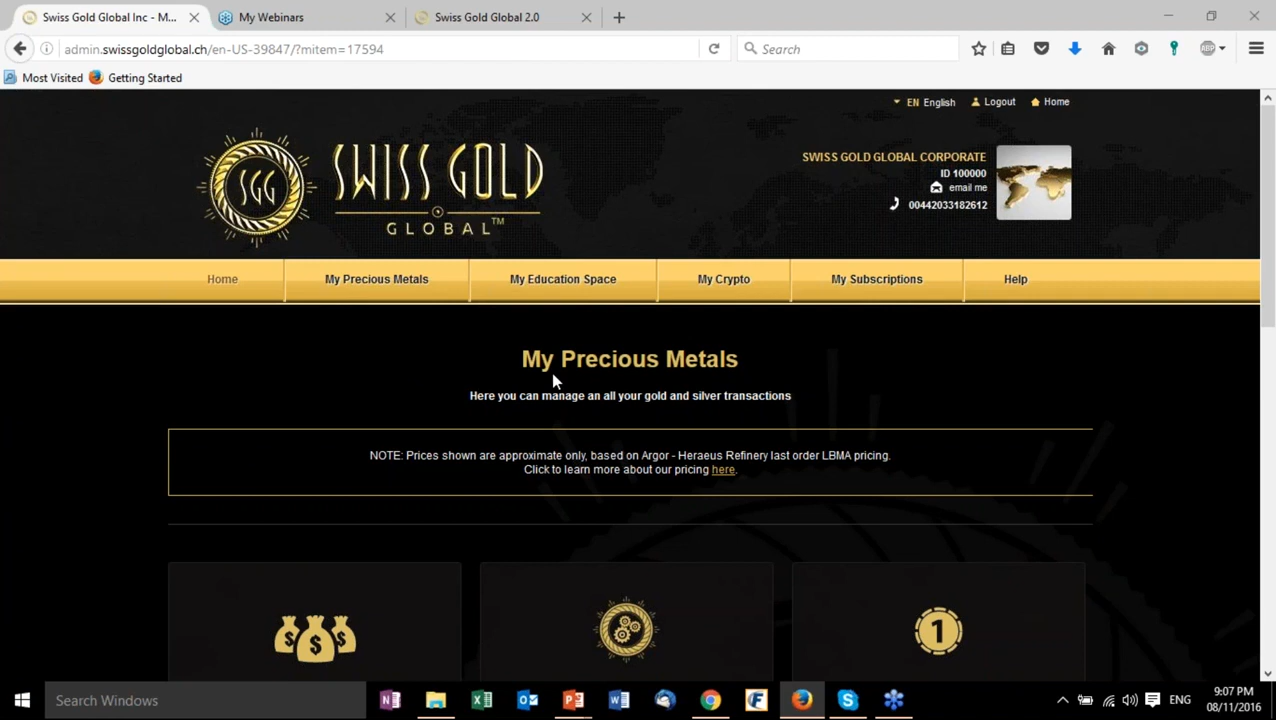 Swiss Gold Global Inc - M...
My Webinars
Swiss Gold Global 2.0
admin.swissgoldglobal.ch/en-US-39847/?mitem=17594
Search
ABP
Most Visited
Getting Started
EN English
Logout
Home
SGG
SWISS GOLD
GLOBAL™
SWISS GOLD GLOBAL CORPORATE
ID 100000
email me
00442033182612
Home
My Precious Metals
My Education Space
My Crypto
My Subscriptions
Help
My Precious Metals
Here you can manage an all your gold and silver transactions
NOTE: Prices shown are approximate only, based on Argor - Heraeus Refinery last order LBMA pricing.
Click to learn more about our pricing here.
$ $ $
1
Search Windows
ENG
9:07 PM
08/11/2016